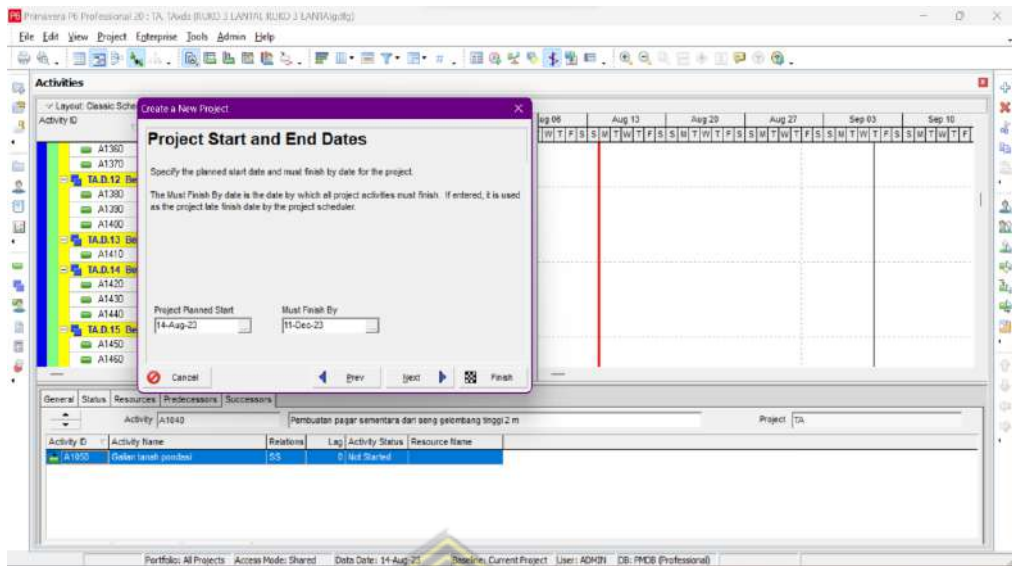 Primavera P6 Professional 20 : TA, TAwds (RUKO 3 LANTAI, RUKO 3 LANTAIgdfg)
File Edit View Project Enterprise Tools Admin Help
Activities
Layout: Classic Sche
Activity ID
Aug 06 Aug 13 Aug 20 Aug 27 Sep 03 Sep 10
W T F S S M T W T F S S M T W T F S S M T W T F S S M T W T F S S M T W T F
A1360
A1370
TA.D.12 Be
A1380
A1390
A1400
TA.D.13 Be
A1410
TA.D.14 Be
A1420
A1430
A1440
TA.D.15 Be
A1450
A1460
Create a New Project
Project Start and End Dates
Specify the planned start date and must finish by date for the project.
The Must Finish By date is the date by which all project activities must finish. If entered, it is used
as the project late finish date by the project scheduler.
Project Planned Start Must Finish By
14-Aug-23 ... 11-Dec-23 ...
Cancel Prev Next Finish
General Status Resources Predecessors Successors
Activity A1040 Pembuatan pagar sementara dari seng gelombang tinggi 2 m Project TA
Activity ID Activity Name Relations Lag Activity Status Resource Name
A1050 Galian tanah pondasi SS 0 Not Started
Portfolio: All Projects Access Mode: Shared Data Date: 14-Aug-23 Baseline: Current Project User: ADMIN DB: PMDB (Professional)